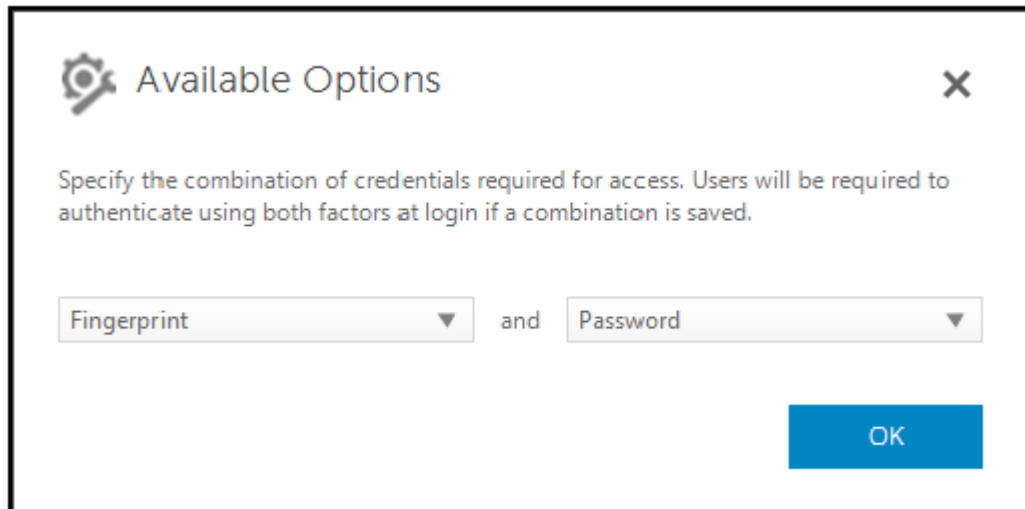 Available Options
Specify the combination of credentials required for access. Users will be required to
authenticate using both factors at login if a combination is saved.
Fingerprint and Password
OK